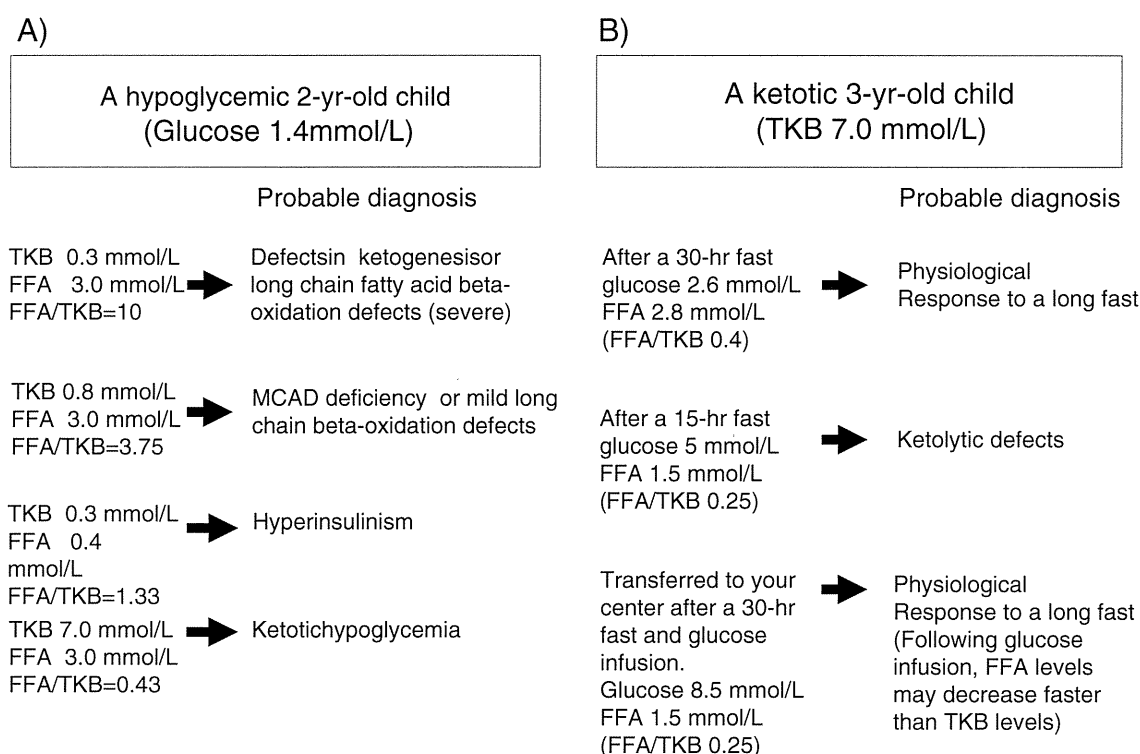 A)
A hypoglycemic 2-yr-old child
(Glucose 1.4mmol/L)
Probable diagnosis
TKB 0.3 mmol/L
FFA 3.0 mmol/L
FFA/TKB=10
Defectsin ketogenesisor
long chain fatty acid beta-
oxidation defects (severe)
TKB 0.8 mmol/L
FFA 3.0 mmol/L
FFA/TKB=3.75
MCAD deficiency or mild long
chain beta-oxidation defects
TKB 0.3 mmol/L
FFA 0.4
mmol/L
FFA/TKB=1.33
Hyperinsulinism
TKB 7.0 mmol/L
FFA 3.0 mmol/L
FFA/TKB=0.43
Ketotichypoglycemia
B)
A ketotic 3-yr-old child
(TKB 7.0 mmol/L)
Probable diagnosis
After a 30-hr fast
glucose 2.6 mmol/L
FFA 2.8 mmol/L
(FFA/TKB 0.4)
Physiological
Response to a long fast
After a 15-hr fast
glucose 5 mmol/L
FFA 1.5 mmol/L
(FFA/TKB 0.25)
Ketolytic defects
Transferred to your
center after a 30-hr
fast and glucose
infusion.
Glucose 8.5 mmol/L
FFA 1.5 mmol/L
(FFA/TKB 0.25)
Physiological
Response to a long fast
(Following glucose
infusion, FFA levels
may decrease faster
than TKB levels)